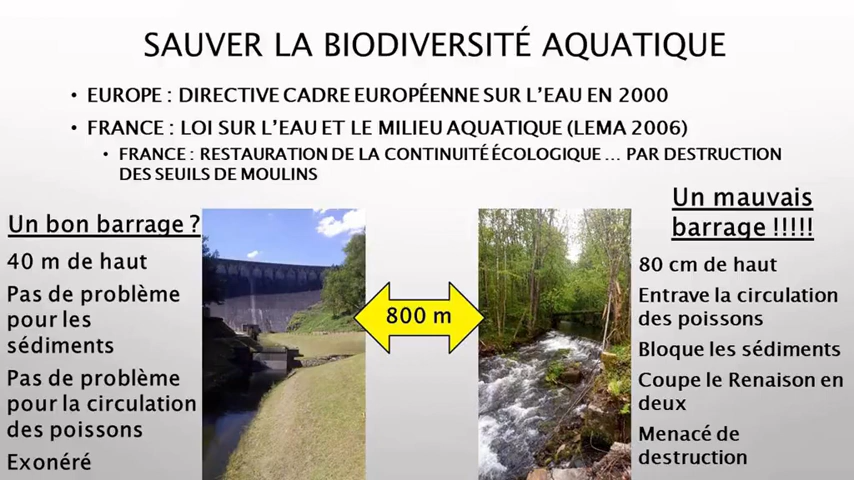 SAUVER LA BIODIVERSITÉ AQUATIQUE
• EUROPE : DIRECTIVE CADRE EUROPÉENNE SUR L'EAU EN 2000
• FRANCE : LOI SUR L'EAU ET LE MILIEU AQUATIQUE (LEMA 2006)
• FRANCE : RESTAURATION DE LA CONTINUITÉ ÉCOLOGIQUE … PAR DESTRUCTION
DES SEUILS DE MOULINS
Un bon barrage ?
40 m de haut
Pas de problème
pour les
sédiments
Pas de problème
pour la circulation
des poissons
Exonéré
800 m
Un mauvais
barrage !!!!!
80 cm de haut
Entrave la circulation
des poissons
Bloque les sédiments
Coupe le Renaison en
deux
Menacé de
destruction